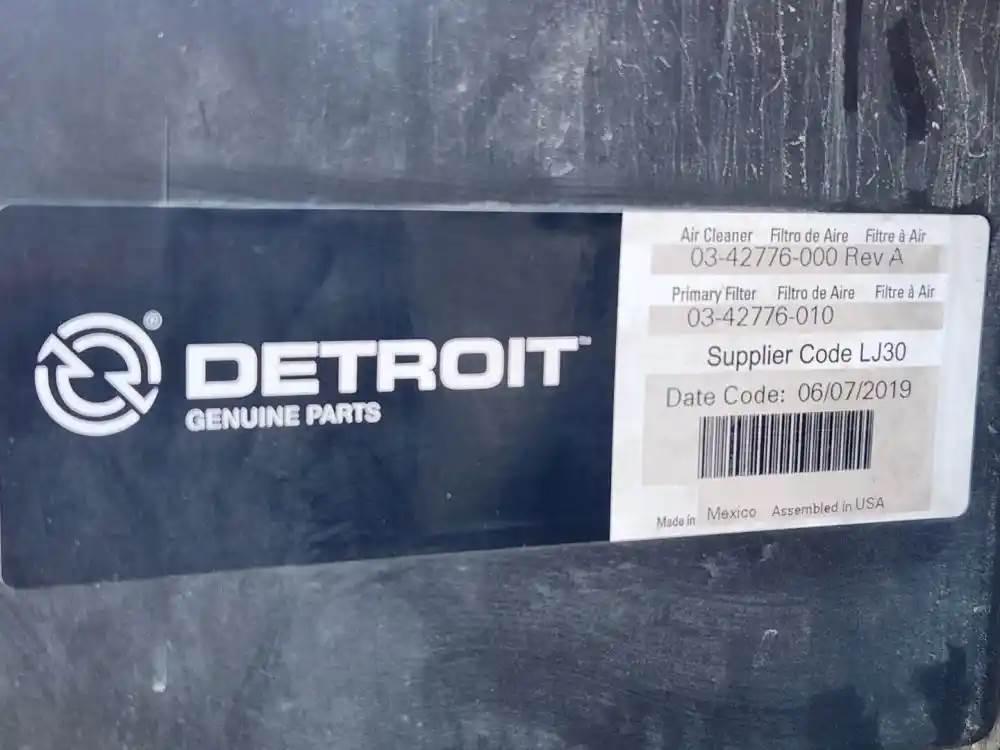 DETROIT™
GENUINE PARTS
Air Cleaner Filtro de Aire Filtre à Air
03-42776-000 Rev A
Primary Filter Filtro de Aire Filtre à Air
03-42776-010
Supplier Code LJ30
Date Code: 06/07/2019
Made in Mexico Assembled in USA